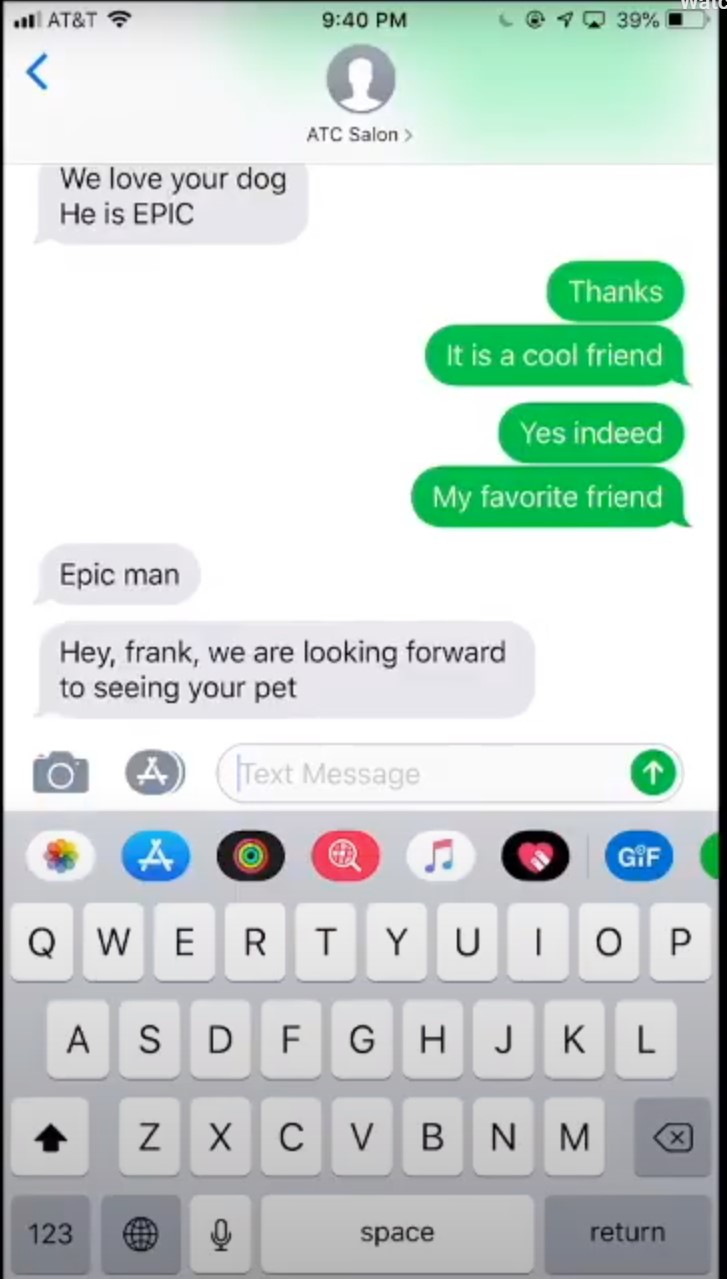 Watc
AT&T
9:40 PM
39%
ATC Salon >
We love your dog
He is EPIC
Thanks
It is a cool friend
Yes indeed
My favorite friend
Epic man
Hey, frank, we are looking forward
to seeing your pet
Text Message
GIF
Q W E R T Y U I O P
A S D F G H J K L
Z X C V B N M
123 space return